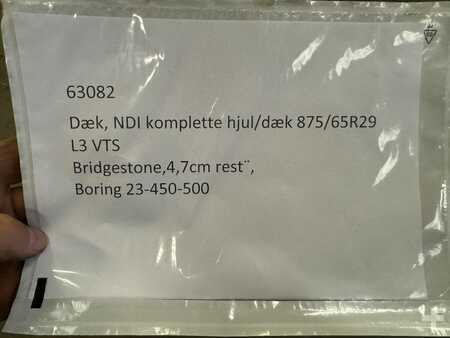 63082
Dæk, NDI komplette hjul/dæk 875/65R29
L3 VTS
Bridgestone,4,7cm rest¨,
Boring 23-450-500